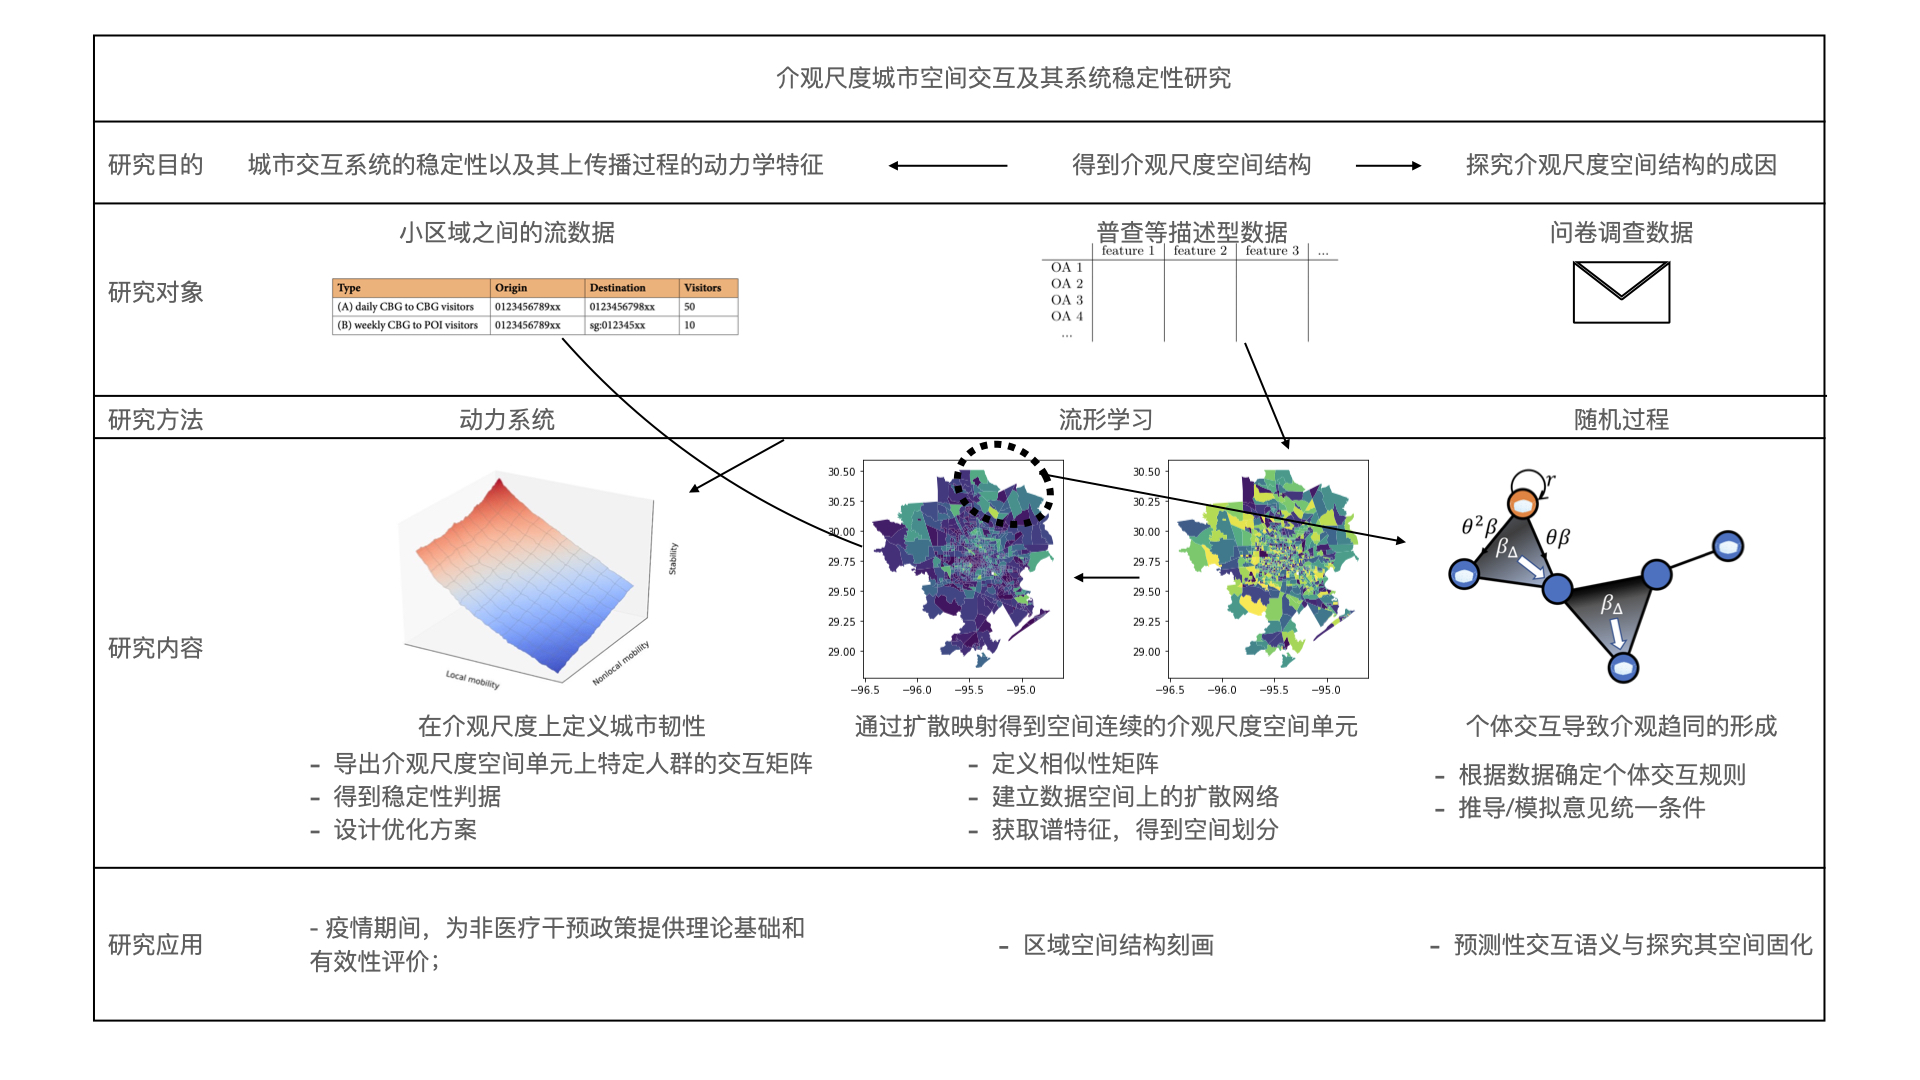 介观尺度城市空间交互及其系统稳定性研究
研究目的
城市交互系统的稳定性以及其上传播过程的动力学特征
得到介观尺度空间结构
探究介观尺度空间结构的成因
研究对象
小区域之间的流数据
Type Origin Destination Visitors
(A) daily CBG to CBG visitors 0123456789xx 0123456798xx 50
(B) weekly CBG to POI visitors 0123456789xx sg:012345xx 10
普查等描述型数据
feature 1 feature 2 feature 3 ...
OA 1
OA 2
OA 3
OA 4
...
问卷调查数据
研究方法
动力系统
流形学习
随机过程
研究内容
Stability
Local mobility
Nonlocal mobility
30.50
30.25
30.00
29.75
29.50
29.25
29.00
−96.5 −96.0 −95.5 −95.0
30.50
30.25
30.00
29.75
29.50
29.25
29.00
−96.5 −96.0 −95.5 −95.0
r
θ²β
θβ
β_Δ
β_Δ
在介观尺度上定义城市韧性
- 导出介观尺度空间单元上特定人群的交互矩阵
- 得到稳定性判据
- 设计优化方案
通过扩散映射得到空间连续的介观尺度空间单元
- 定义相似性矩阵
- 建立数据空间上的扩散网络
- 获取谱特征，得到空间划分
个体交互导致介观趋同的形成
- 根据数据确定个体交互规则
- 推导/模拟意见统一条件
研究应用
- 疫情期间，为非医疗干预政策提供理论基础和
有效性评价；
- 区域空间结构刻画
- 预测性交互语义与探究其空间固化